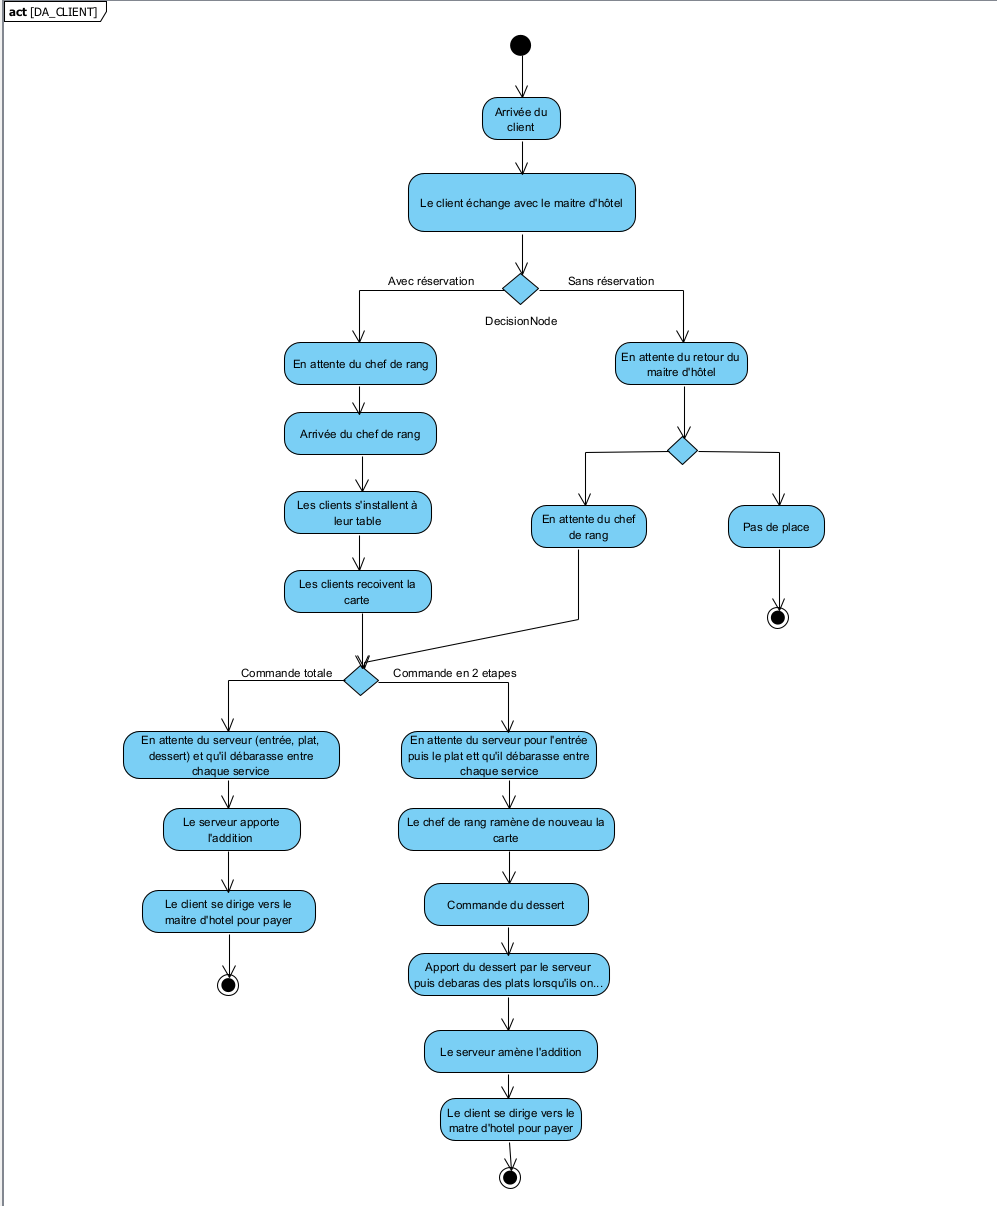 act [DA_CLIENT]
Arrivée du
client
Le client échange avec le maitre d'hôtel
Avec réservation
Sans réservation
DecisionNode
En attente du chef de rang
En attente du retour du
maitre d'hôtel
Arrivée du chef de rang
Les clients s'installent à
leur table
En attente du chef
de rang
Pas de place
Les clients recoivent la
carte
Commande totale
Commande en 2 etapes
En attente du serveur (entrée, plat,
dessert) et qu'il débarasse entre
chaque service
En attente du serveur pour l'entrée
puis le plat ett qu'il débarasse entre
chaque service
Le serveur apporte
l'addition
Le chef de rang ramène de nouveau la
carte
Le client se dirige vers le
maitre d'hotel pour payer
Commande du dessert
Apport du dessert par le serveur
puis debaras des plats lorsqu'ils on...
Le serveur amène l'addition
Le client se dirige vers le
matre d'hotel pour payer